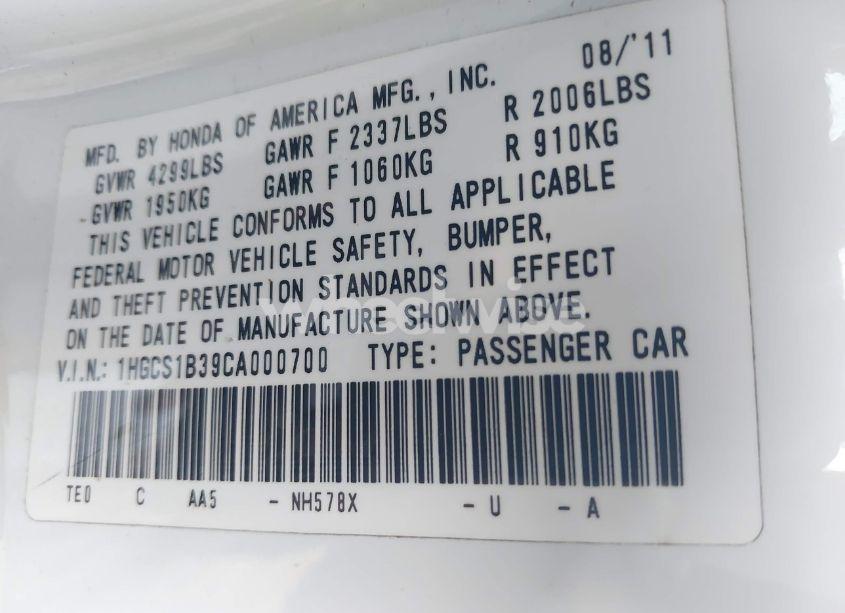 MFD. BY HONDA OF AMERICA MFG., INC. 08/'11
GVWR 4299LBS GAWR F 2337LBS R 2006LBS
GVWR 1950KG GAWR F 1060KG R 910KG
THIS VEHICLE CONFORMS TO ALL APPLICABLE
FEDERAL MOTOR VEHICLE SAFETY, BUMPER,
AND THEFT PREVENTION STANDARDS IN EFFECT
ON THE DATE OF MANUFACTURE SHOWN ABOVE.
wheelwise
V.I.N.: 1HGCS1B39CA000700 TYPE: PASSENGER CAR
TE0 C AA5 - NH578X - U - A